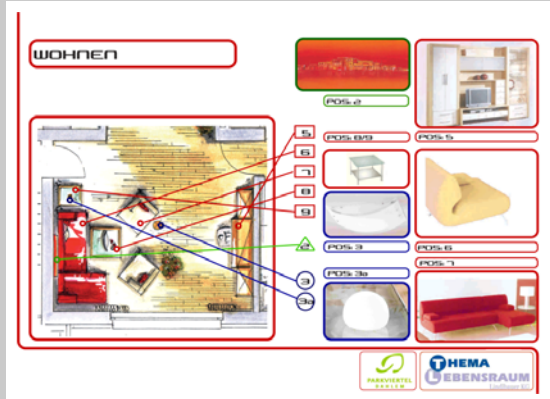 WOHNEN
POS: 2
POS: 8/9
POS: 5
5
6
7
8
9
2
3
3a
POS: 3
POS: 6
POS: 3a
POS: 7
PARKVIERTEL
DAHLEM
THEMA
LEBENSRAUM